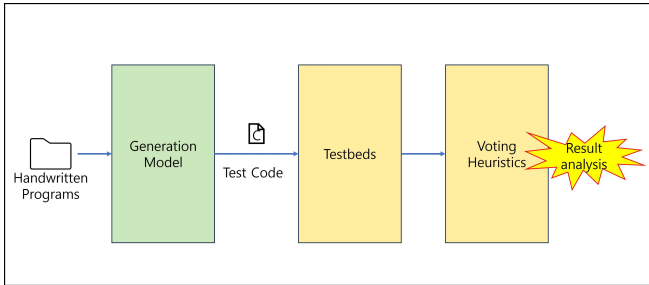 Handwritten
Programs
Generation
Model
C
Test Code
Testbeds
Voting
Heuristics
Result
analysis